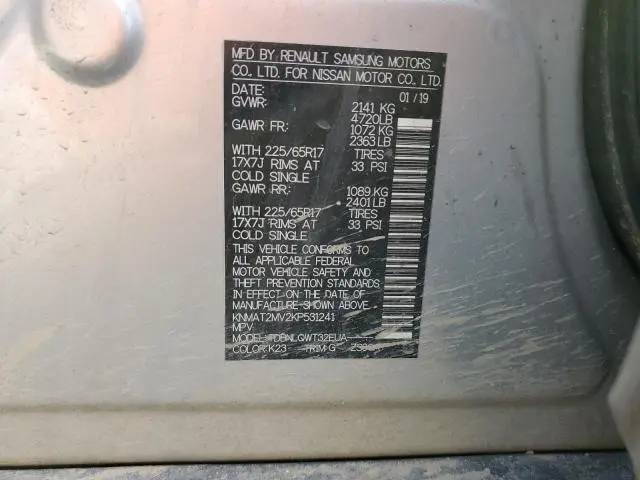 MFD BY RENAULT SAMSUNG MOTORS
CO. LTD. FOR NISSAN MOTOR CO. LTD.
DATE: 01/19
GVWR: 2141 KG
4720LB
GAWR FR: 1072 KG
2363LB
WITH 225/65R17 TIRES
17X7J RIMS AT 33 PSI
COLD SINGLE
GAWR RR: 1089 KG
2401LB
WITH 225/65R17 TIRES
17X7J RIMS AT 33 PSI
COLD SINGLE
THIS VEHICLE CONFORMS TO
ALL APPLICABLE FEDERAL
MOTOR VEHICLE SAFETY AND
THEFT PREVENTION STANDARDS
IN EFFECT ON THE DATE OF
MANUFACTURE-SHOWN ABOVE.
KNMAT2MV2KP531241
MPV
MODEL:
COLOR:K23 TRIM:G